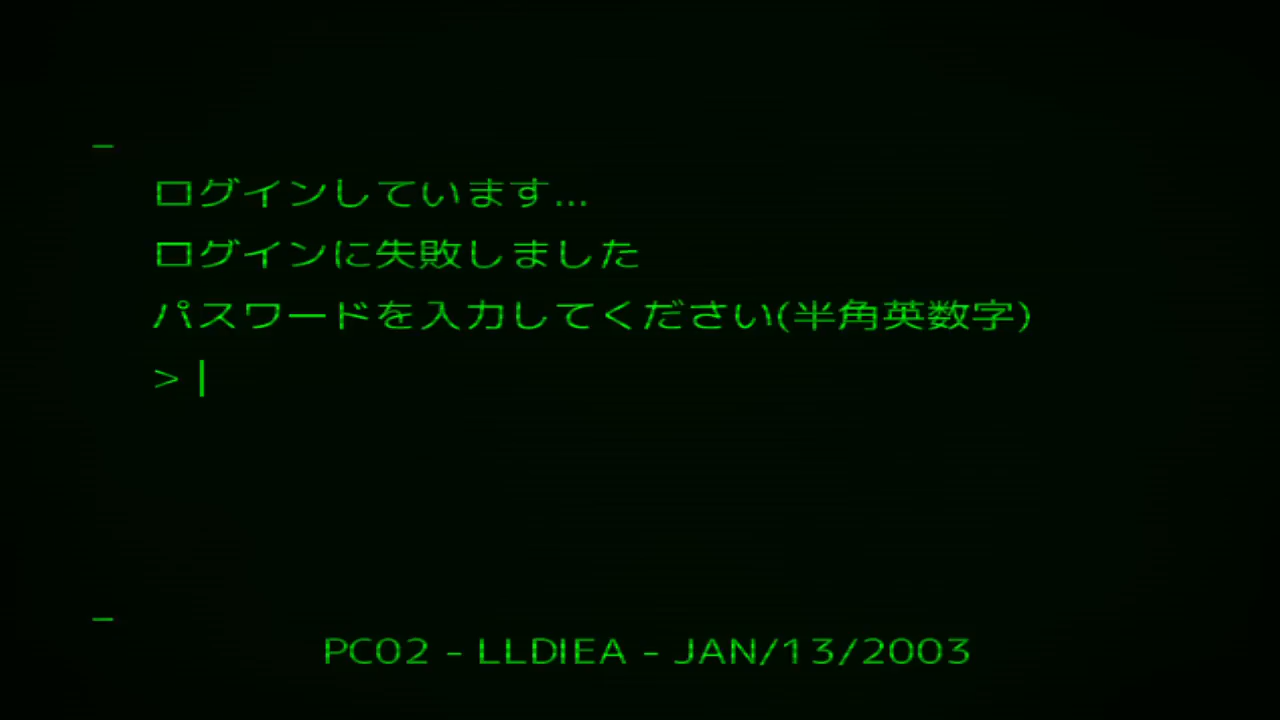 ログインしています...
ログインに失敗しました
パスワードを入力してください(半角英数字)
> |
PC02 - LLDIEA - JAN/13/2003